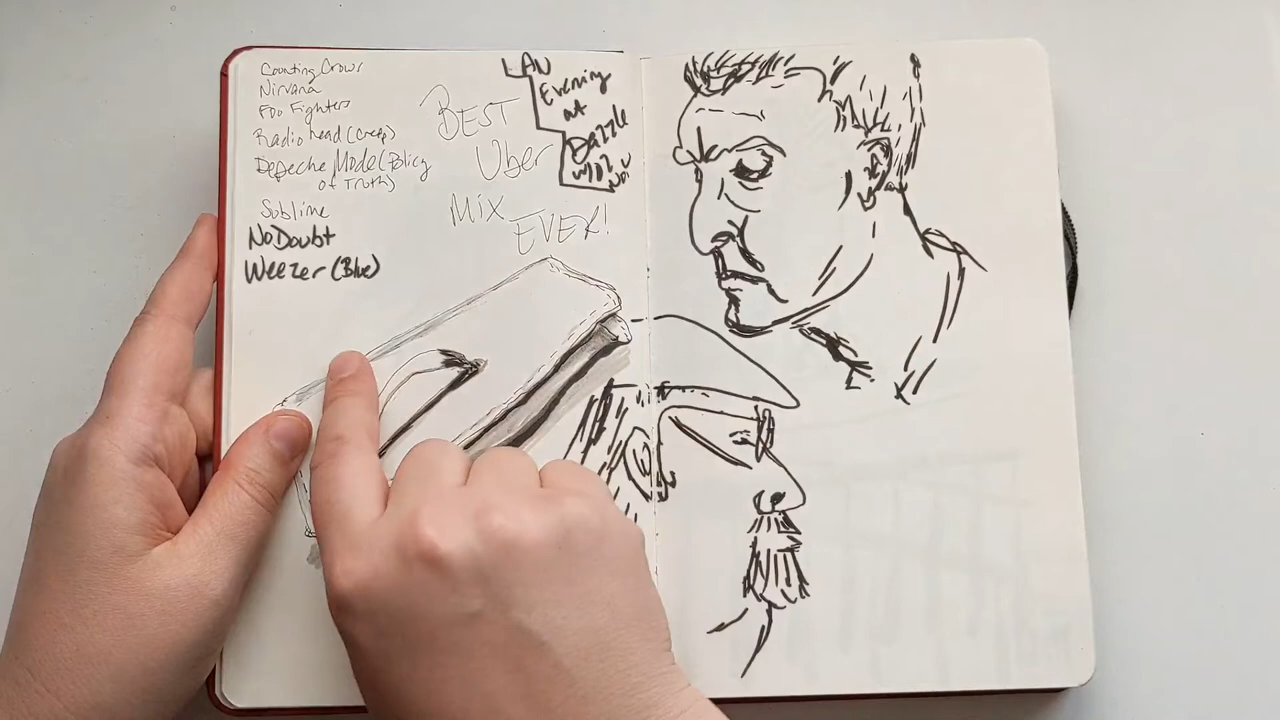 Counting Crows
Nirvana
Foo Fighters
Radiohead (Creep)
Depeche Mode (Policy
of Truth)
Sublime
No Doubt
Weezer (Blue)
BEST
Uber
MIX
EVER!
Evening
at
Dazzle